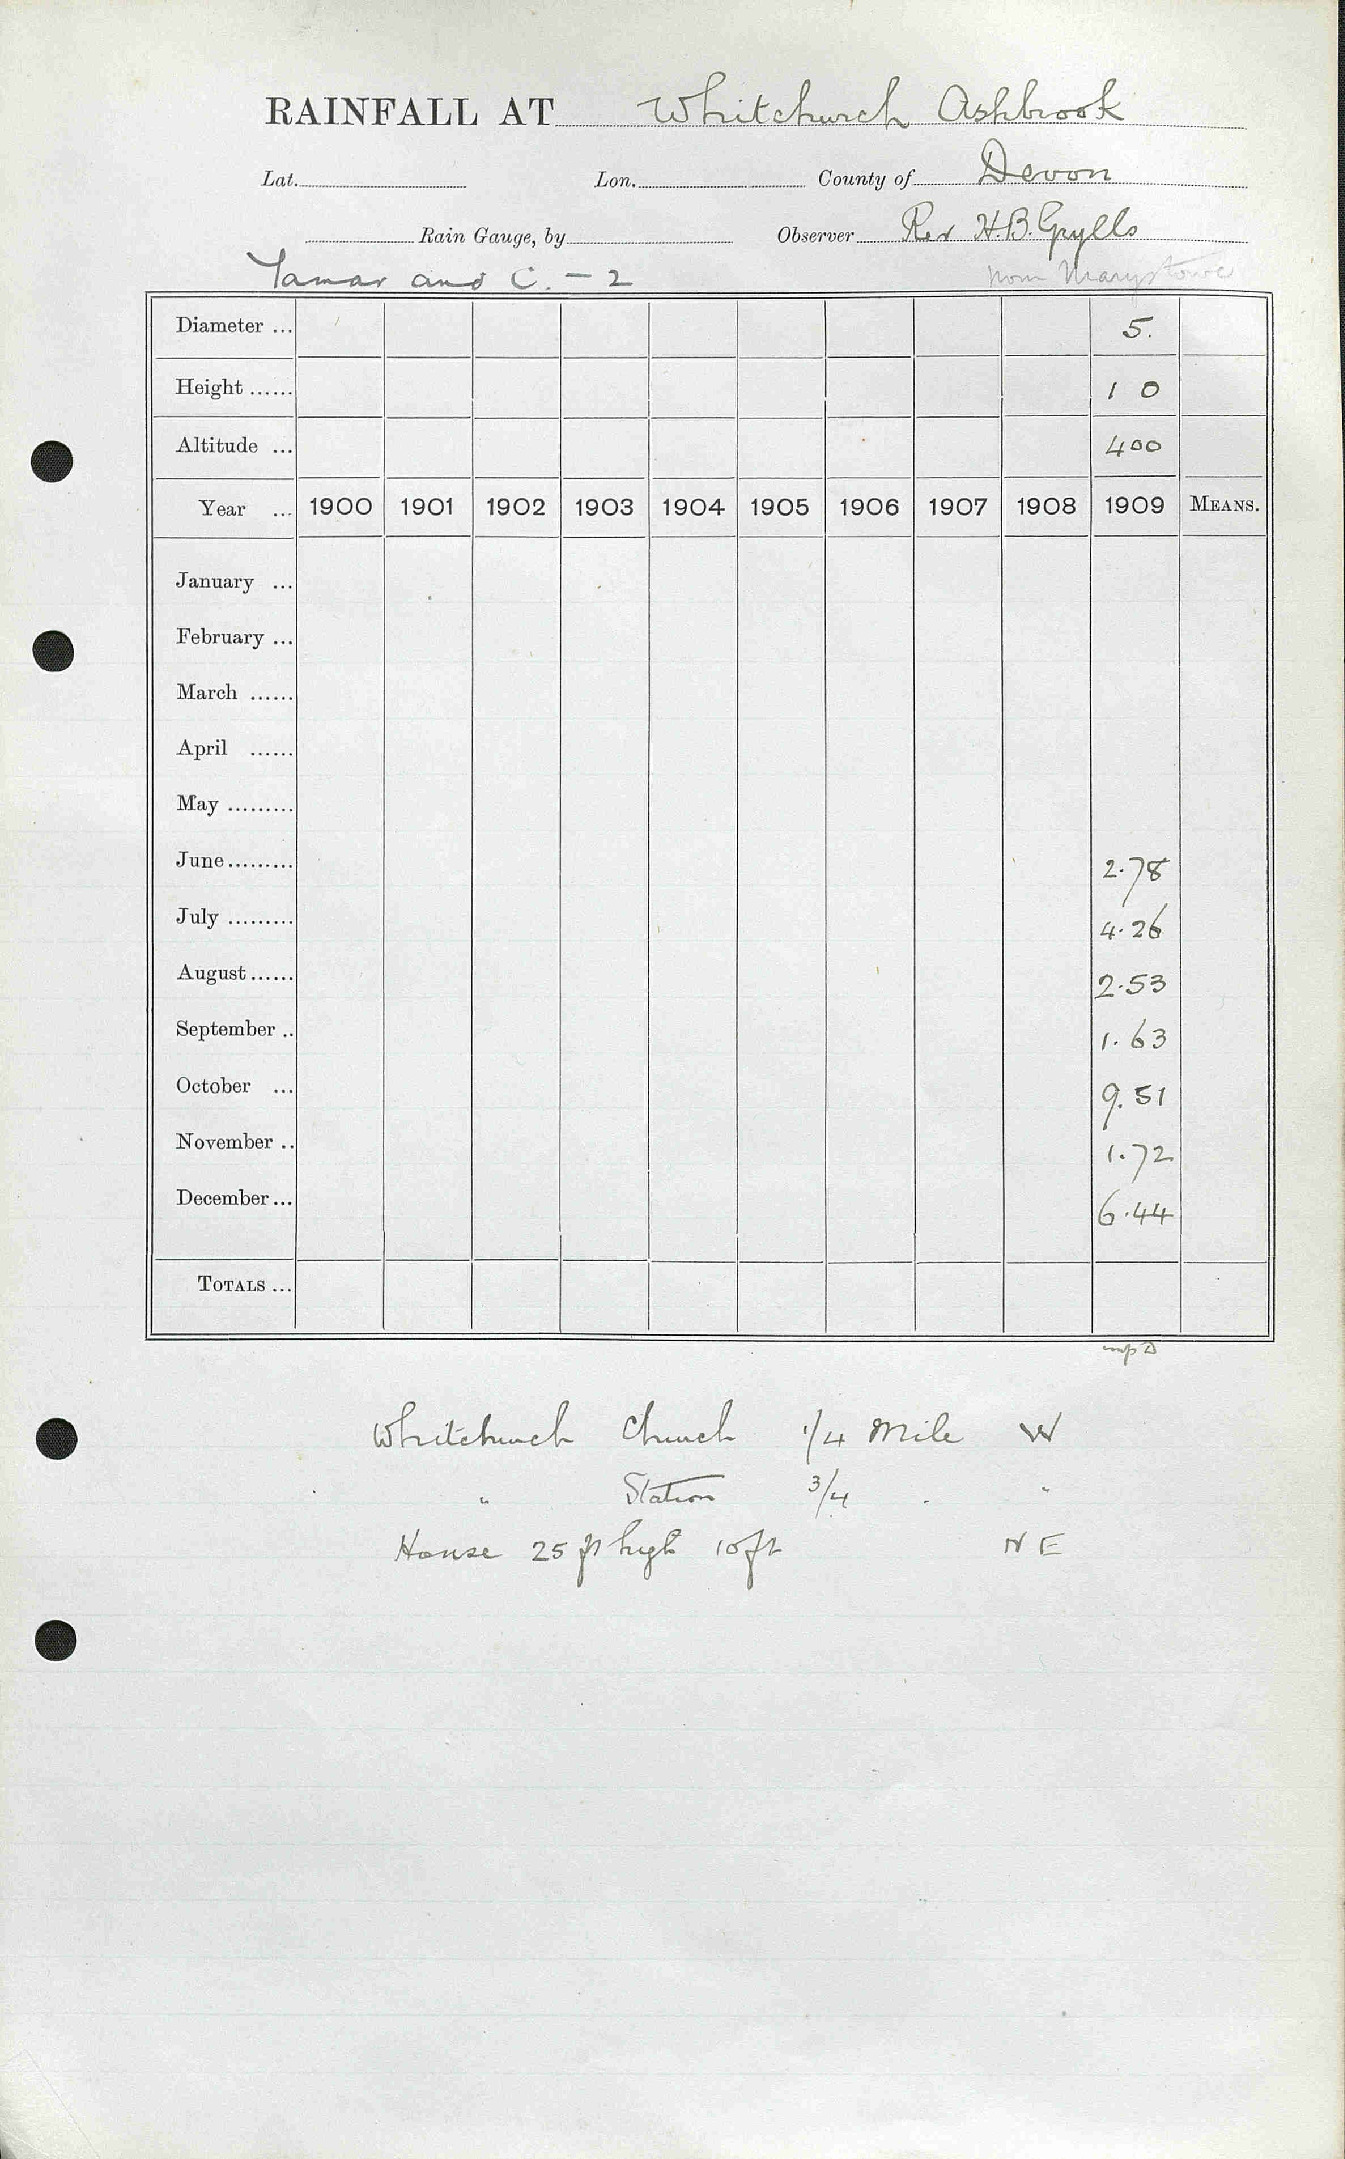 RAINFALL AT Whitchurch Ashbrook
Lat. Lon. County of Devon
Rain Gauge, by Observer Rev H.B. Grylls
Tamar and C. – 2 from Marystowe
Diameter ... 5.
Height ...... 1 0
Altitude ... 400
Year ... 1900 1901 1902 1903 1904 1905 1906 1907 1908 1909 MEANS.
January ...
February ...
March ......
April ......
May .........
June ......... 2.78
July ......... 4.26
August ...... 2.53
September .. 1.63
October ... 9.51
November .. 1.72
December ... 6.44
TOTALS ...
Whitchurch Church 1/4 Mile W
" Station 3/4 " "
House 25 ft high 10ft NE